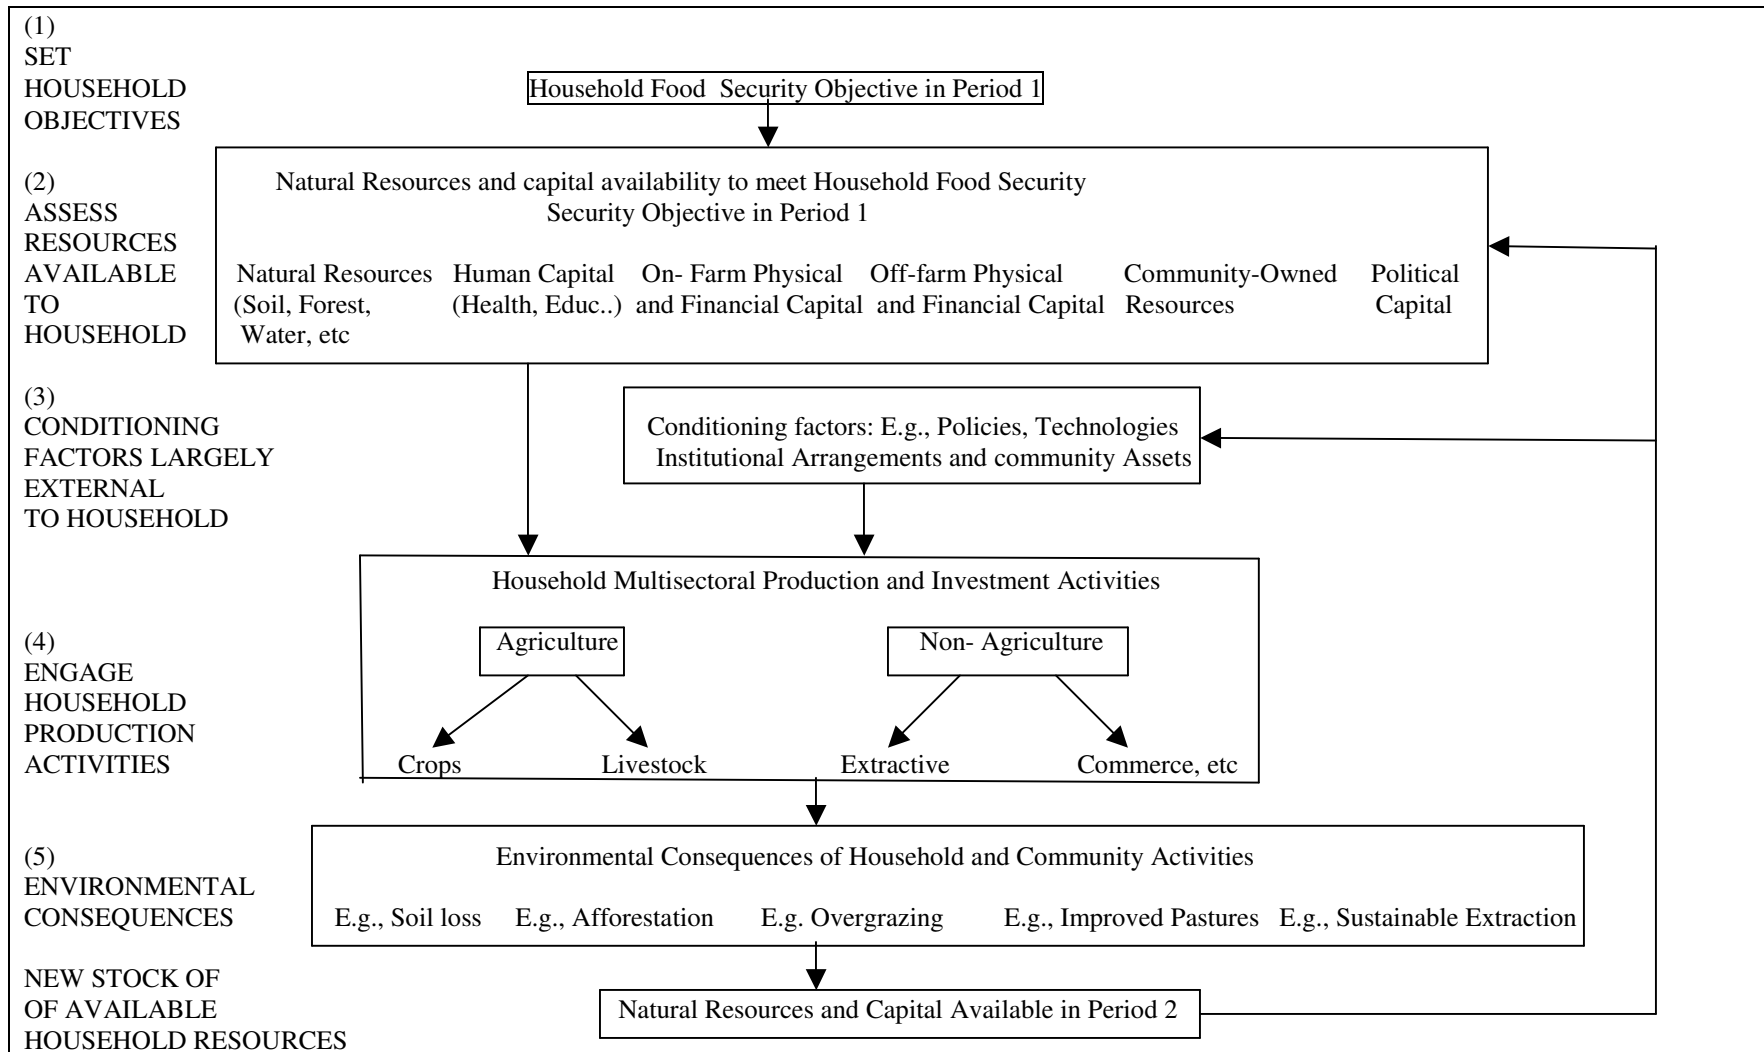 (1)
SET
HOUSEHOLD
OBJECTIVES
Household Food Security Objective in Period 1
(2)
ASSESS
RESOURCES
AVAILABLE
TO
HOUSEHOLD
Natural Resources and capital availability to meet Household Food Security
Security Objective in Period 1
Natural Resources
(Soil, Forest,
Water, etc
Human Capital
(Health, Educ..)
On- Farm Physical
and Financial Capital
Off-farm Physical
and Financial Capital
Community-Owned
Resources
Political
Capital
(3)
CONDITIONING
FACTORS LARGELY
EXTERNAL
TO HOUSEHOLD
Conditioning factors: E.g., Policies, Technologies
Institutional Arrangements and community Assets
(4)
ENGAGE
HOUSEHOLD
PRODUCTION
ACTIVITIES
Household Multisectoral Production and Investment Activities
Agriculture
Non- Agriculture
Crops
Livestock
Extractive
Commerce, etc
(5)
ENVIRONMENTAL
CONSEQUENCES
Environmental Consequences of Household and Community Activities
E.g., Soil loss
E.g., Afforestation
E.g. Overgrazing
E.g., Improved Pastures
E.g., Sustainable Extraction
NEW STOCK OF
OF AVAILABLE
HOUSEHOLD RESOURCES
Natural Resources and Capital Available in Period 2